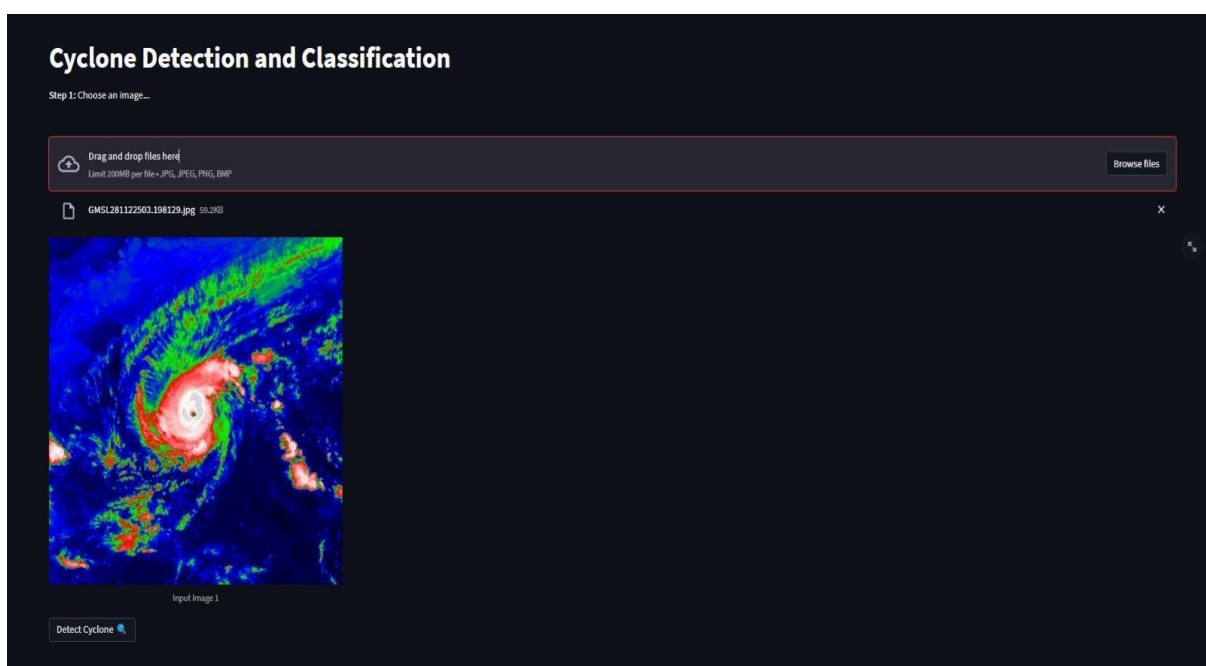 Cyclone Detection and Classification
Step 1: Choose an image...
Drag and drop files here
Limit 200MB per file • JPG, JPEG, PNG, BMP
Browse files
GMSL281122503.198129.jpg 59.2KB
X
Input Image 1
Detect Cyclone